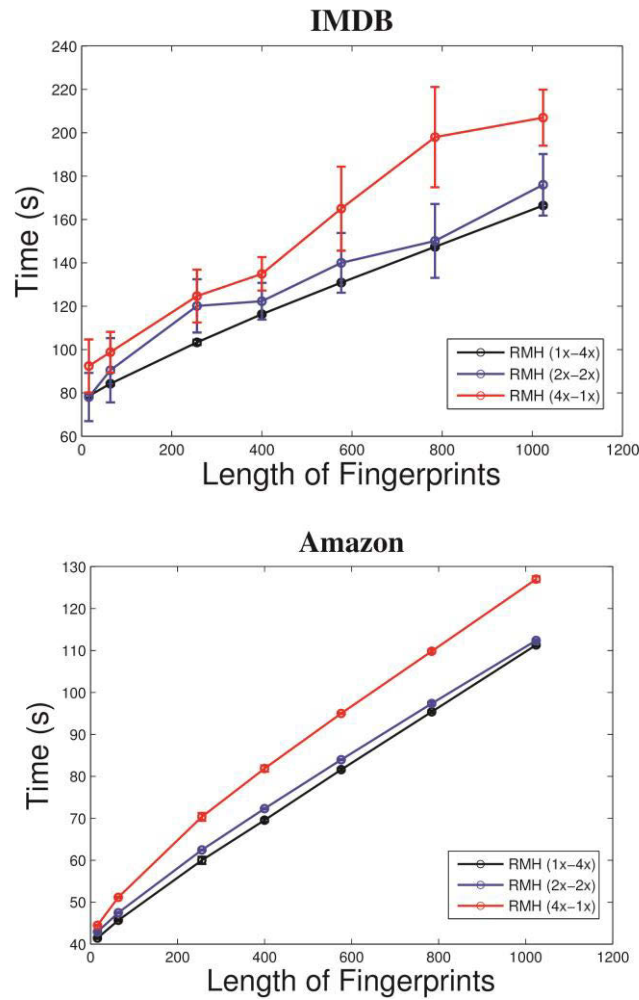 IMDB
240
220
200
180
160
140
120
100
80
60
0
200
400
600
800
1000
1200
Time (s)
Length of Fingerprints
RMH (1x−4x)
RMH (2x−2x)
RMH (4x−1x)
Amazon
130
120
110
100
90
80
70
60
50
40
0
200
400
600
800
1000
1200
Time (s)
Length of Fingerprints
RMH (1x−4x)
RMH (2x−2x)
RMH (4x−1x)